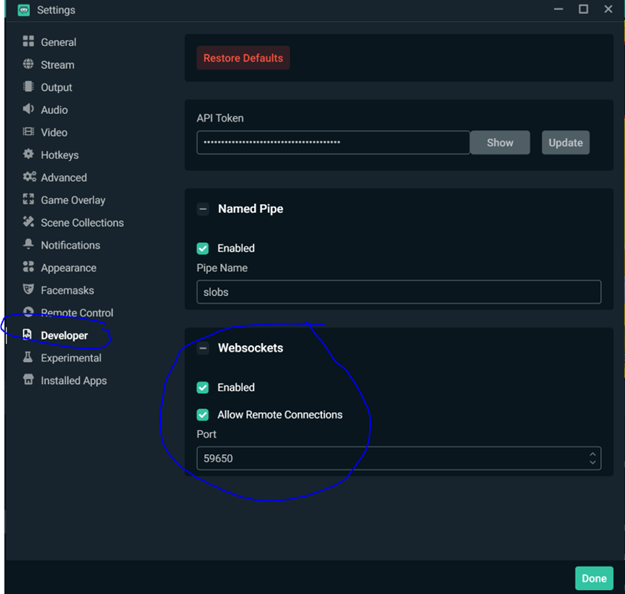 Settings
General
Stream
Output
Audio
Video
Hotkeys
Advanced
Game Overlay
Scene Collections
Notifications
Appearance
Facemasks
Remote Control
Developer
Experimental
Installed Apps
Restore Defaults
API Token
••••••••••••••••••••••••••••••••••••••••
Show Update
Named Pipe
Enabled
Pipe Name
slobs
Websockets
Enabled
Allow Remote Connections
Port
59650
Done